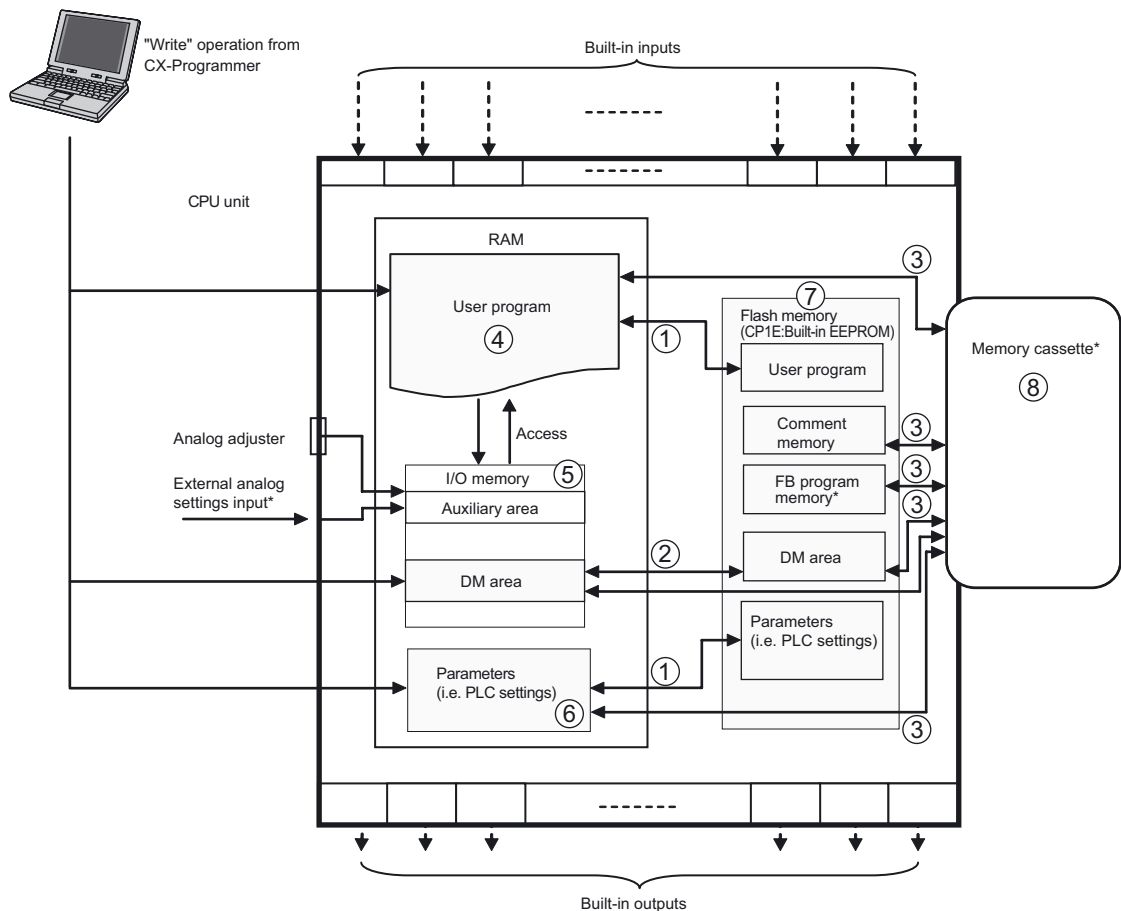 "Write" operation from
CX-Programmer
Built-in inputs
CPU unit
RAM
User program
④
①
③
⑦
Flash memory
(CP1E:Built-in EEPROM)
User program
Memory cassette*
⑧
Comment
memory
③
FB program
memory*
③
③
DM area
Parameters
(i.e. PLC settings)
Access
Analog adjuster
External analog
settings input*
I/O memory
⑤
Auxiliary area
DM area
②
Parameters
(i.e. PLC settings)
⑥
①
③
Built-in outputs